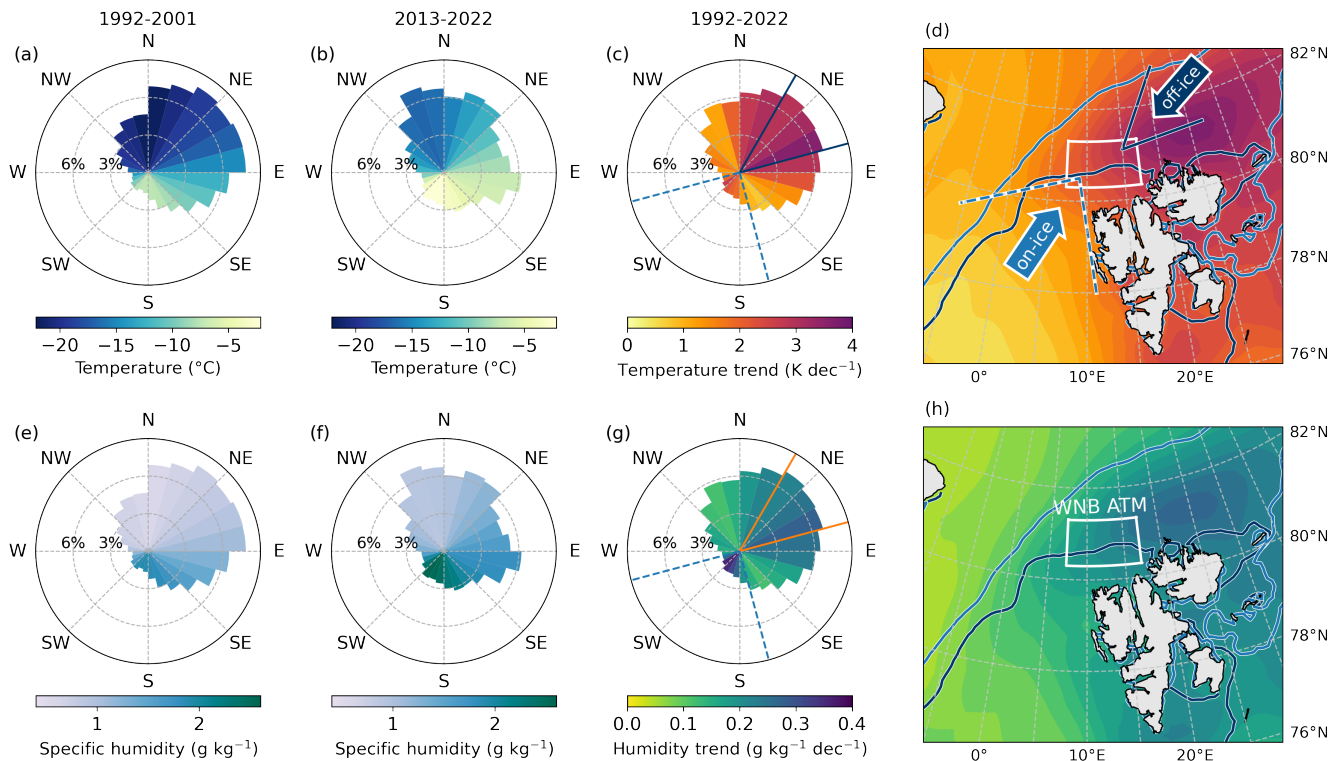 1992-2001
2013-2022
1992-2022
(a)
N
NE
E
SE
S
SW
W
NW
6%
3%
−20
−15
−10
−5
Temperature (°C)
(b)
N
NE
E
SE
S
SW
W
NW
6%
3%
−20
−15
−10
−5
Temperature (°C)
(c)
N
NE
E
SE
S
SW
W
NW
6%
3%
0
1
2
3
4
Temperature trend (K dec⁻¹)
(d)
off-ice
on-ice
82°N
80°N
78°N
76°N
0°
10°E
20°E
(e)
N
NE
E
SE
S
SW
W
NW
6%
3%
1
2
Specific humidity (g kg⁻¹)
(f)
N
NE
E
SE
S
SW
W
NW
6%
3%
1
2
Specific humidity (g kg⁻¹)
(g)
N
NE
E
SE
S
SW
W
NW
6%
3%
0.0
0.1
0.2
0.3
0.4
Humidity trend (g kg⁻¹ dec⁻¹)
(h)
WNB ATM
82°N
80°N
78°N
76°N
0°
10°E
20°E